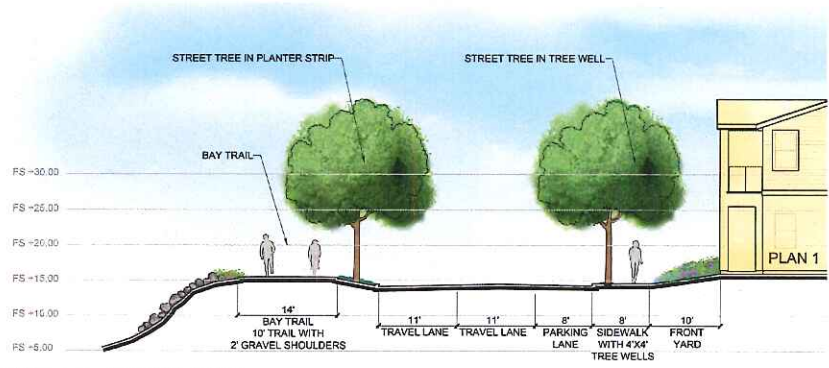 STREET TREE IN PLANTER STRIP
STREET TREE IN TREE WELL
BAY TRAIL
FS +30.00
FS +25.00
FS +20.00
FS +15.00
FS +10.00
FS +5.00
PLAN 1
14'
BAY TRAIL
10' TRAIL WITH
2' GRAVEL SHOULDERS
11'
TRAVEL LANE
11'
TRAVEL LANE
8'
PARKING
LANE
8'
SIDEWALK
WITH 4'X4'
TREE WELLS
10'
FRONT
YARD